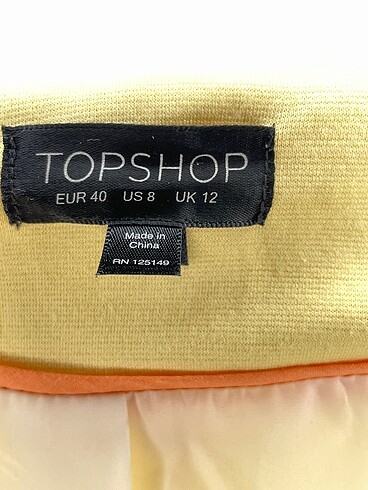 TOPSHOP
EUR 40 US 8 UK 12
Made in
China
RN 125149